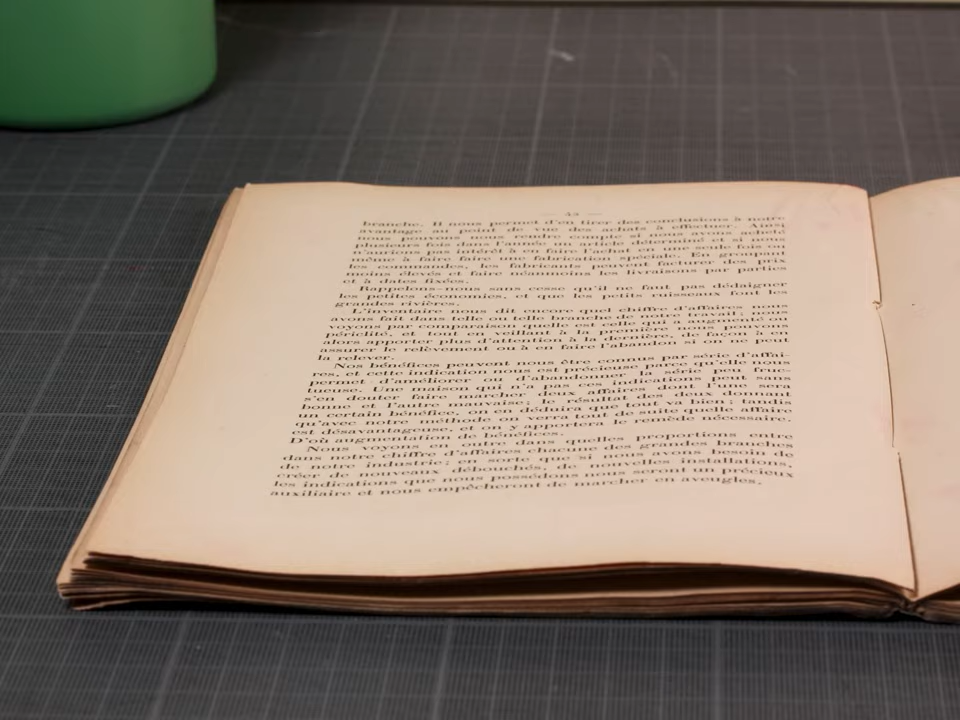 branche. Il nous permet d'en tirer des conclusions à notre
avantage au point de vue des achats à effectuer. Ainsi
nous pouvons nous rendre compte si nous avons acheté
plusieurs fois dans l'année un article déterminé et si nous
n'aurions pas intérêt à en faire l'achat en une seule fois ou
même à faire faire une fabrication spéciale. En groupant
les commandes, les fabricants peuvent facturer des prix
moins élevés et faire néanmoins les livraisons par parties
et à dates fixées.
Rappelons-nous sans cesse qu'il ne faut pas dédaigner
les petites économies, et que les petits ruisseaux font les
grandes rivières.
L'inventaire nous dit encore quel chiffre d'affaires nous
avons fait dans telle ou telle branche de notre travail; nous
voyons par comparaison quelle est celle qui a augmenté ou
périclité, et tout en veillant à la première nous pouvons
alors apporter plus d'attention à la dernière, de façon à en
assurer le relèvement ou à en faire l'abandon si on ne peut
la relever.
Nos bénéfices peuvent nous être connus par série d'affai-
res, et cette indication nous est précieuse parce qu'elle nous
permet d'améliorer ou d'abandonner la série peu fruc-
tueuse. Une maison qui n'a pas ces indications peut sans
s'en douter faire marcher deux affaires dont l'une sera
bonne et l'autre mauvaise; le résultat des deux donnant
un certain bénéfice, on en déduira que tout va bien; tandis
qu'avec notre méthode on verra tout de suite quelle affaire
est désavantageuse, et on y apportera le remède nécessaire.
D'où augmentation de bénéfices.
Nous voyons en outre dans quelles proportions entre
dans notre chiffre d'affaires chacune des grandes branches
de notre industrie; en sorte que si nous avons besoin de
créer de nouveaux débouchés, de nouvelles installations,
les indications que nous possédons nous seront un précieux
auxiliaire et nous empêcheront de marcher en aveugles.